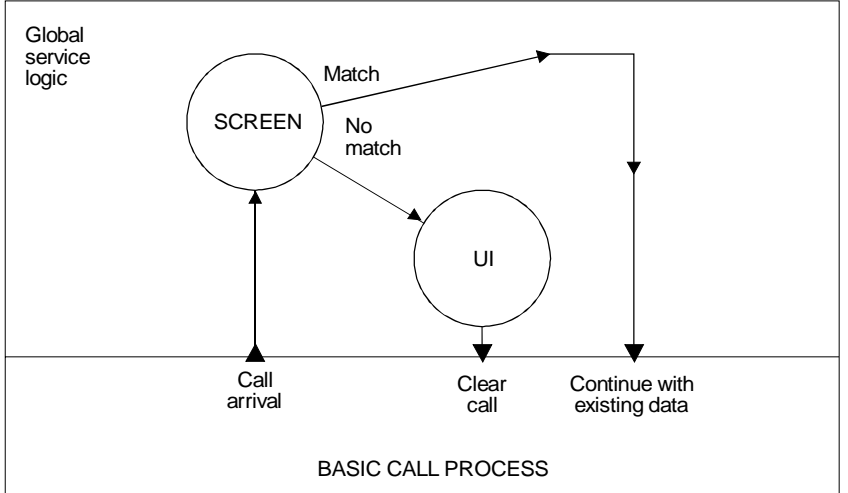 Global
service
logic
Match
SCREEN
No
match
UI
Call
arrival
Clear
call
Continue with
existing data
BASIC CALL PROCESS